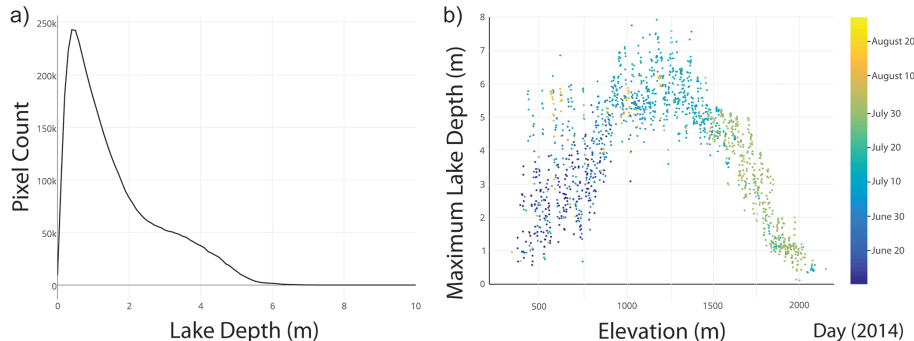 a)
250k
200k
150k
100k
50k
0
Pixel Count
0 2 4 6 8 10
Lake Depth (m)
b)
8
7
6
5
4
3
2
1
0
Maximum Lake Depth (m)
500 1000 1500 2000
Elevation (m)
August 20
August 10
July 30
July 20
July 10
June 30
June 20
Day (2014)